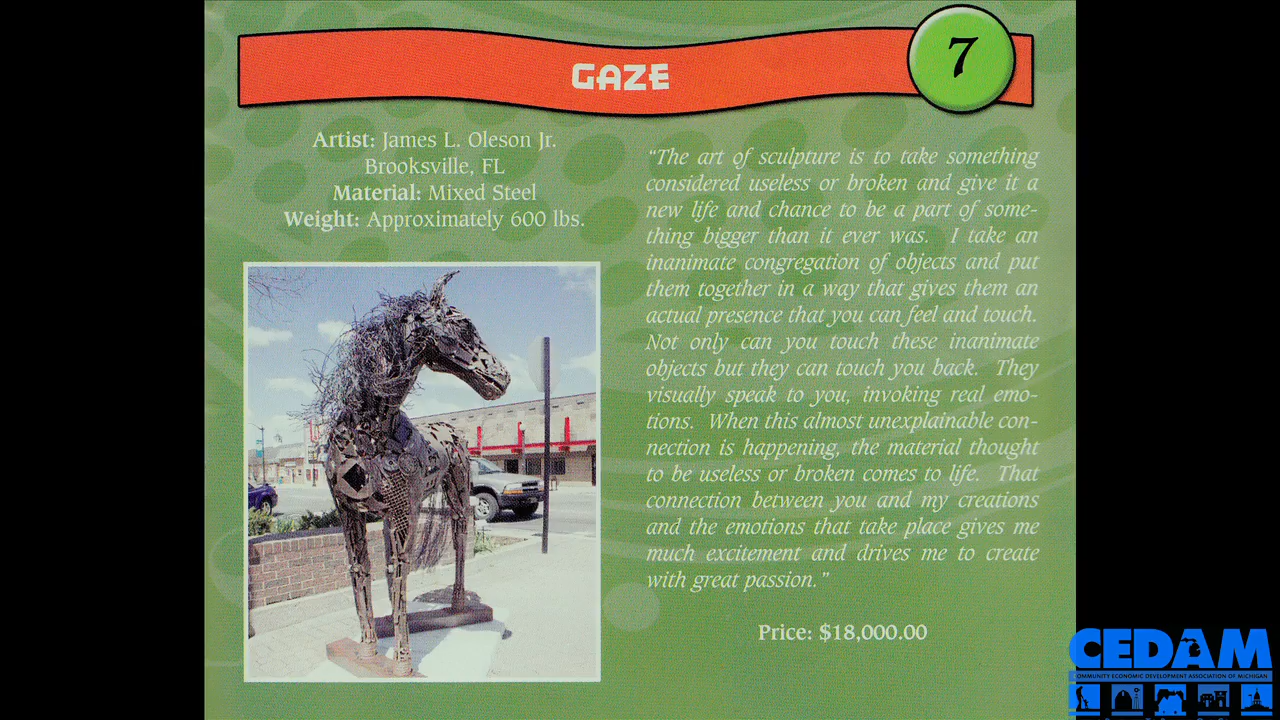 GAZE
7
Artist: James L. Oleson Jr.
Brooksville, FL
Material: Mixed Steel
Weight: Approximately 600 lbs.
“The art of sculpture is to take something
considered useless or broken and give it a
new life and chance to be a part of some-
thing bigger than it ever was. I take an
inanimate congregation of objects and put
them together in a way that gives them an
actual presence that you can feel and touch.
Not only can you touch these inanimate
objects but they can touch you back. They
visually speak to you, invoking real emo-
tions. When this almost unexplainable con-
nection is happening, the material thought
to be useless or broken comes to life. That
connection between you and my creations
and the emotions that take place gives me
much excitement and drives me to create
with great passion.”
Price: $18,000.00
CEDAM
COMMUNITY ECONOMIC DEVELOPMENT ASSOCIATION OF MICHIGAN